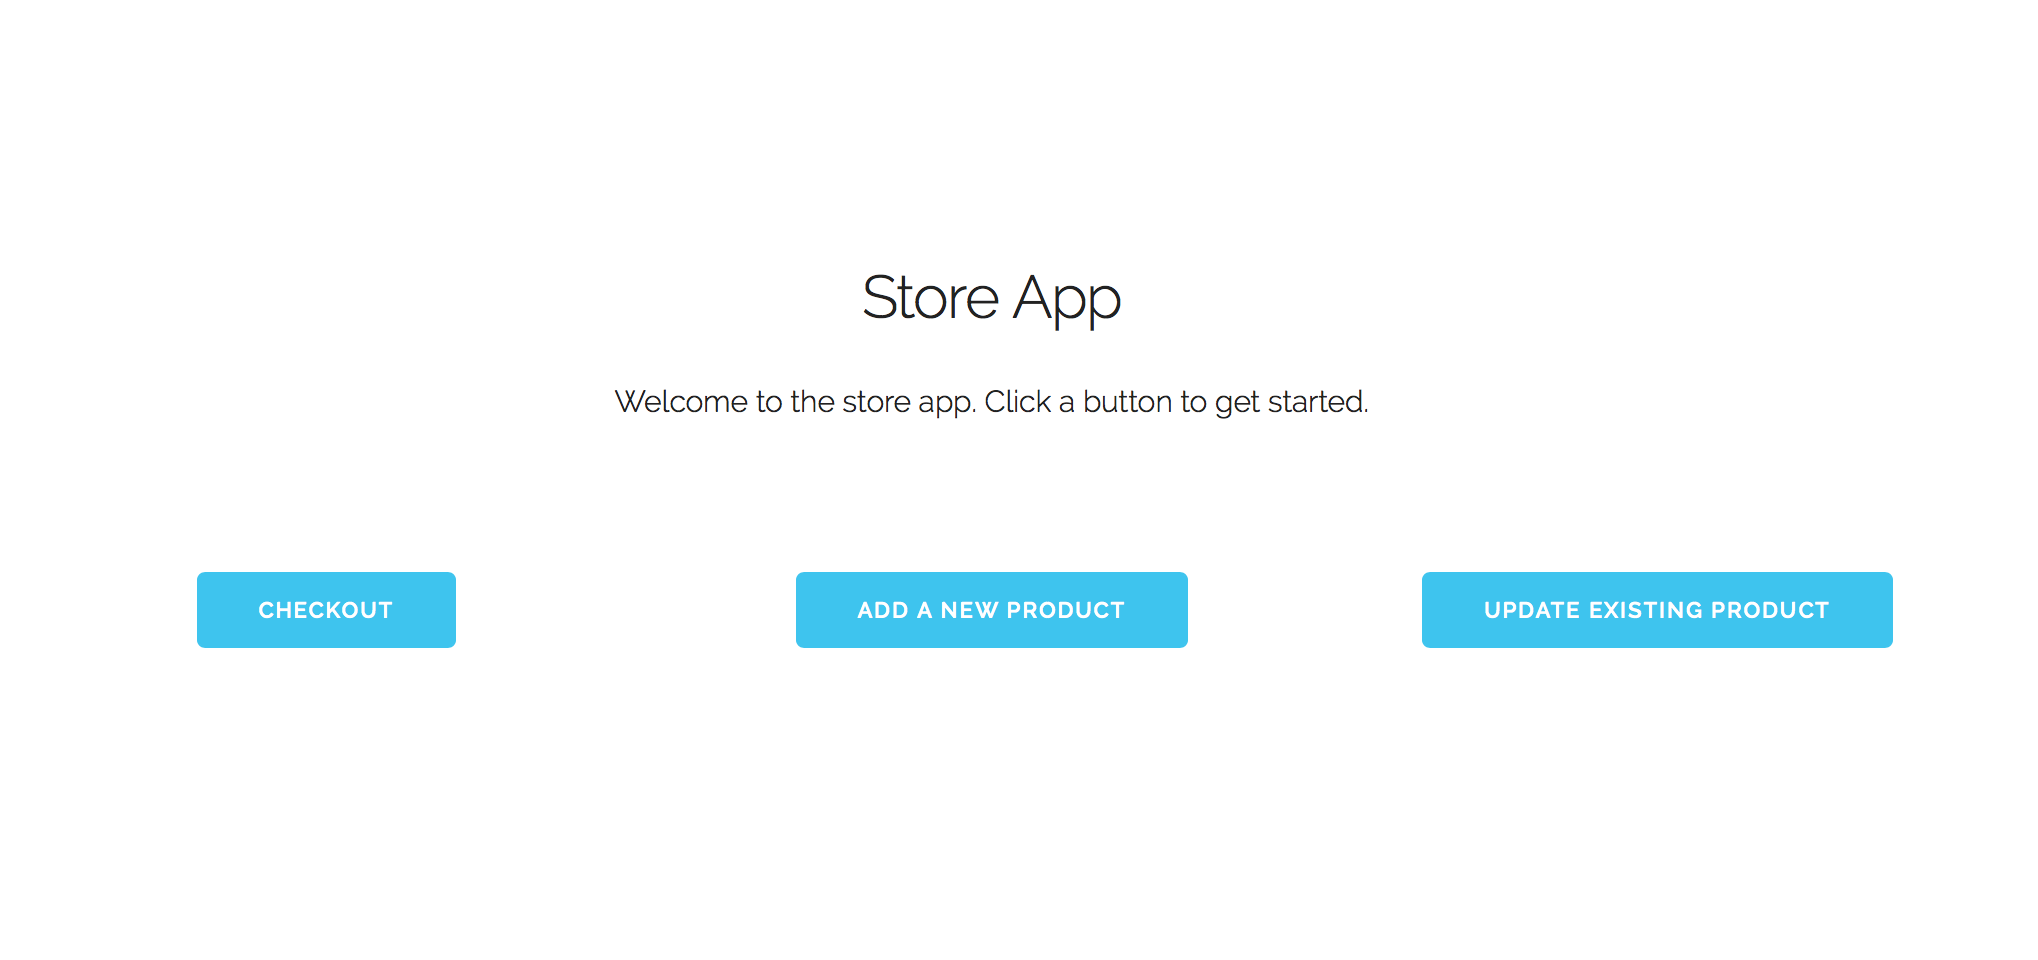 Store App
Welcome to the store app. Click a button to get started.
CHECKOUT
ADD A NEW PRODUCT
UPDATE EXISTING PRODUCT